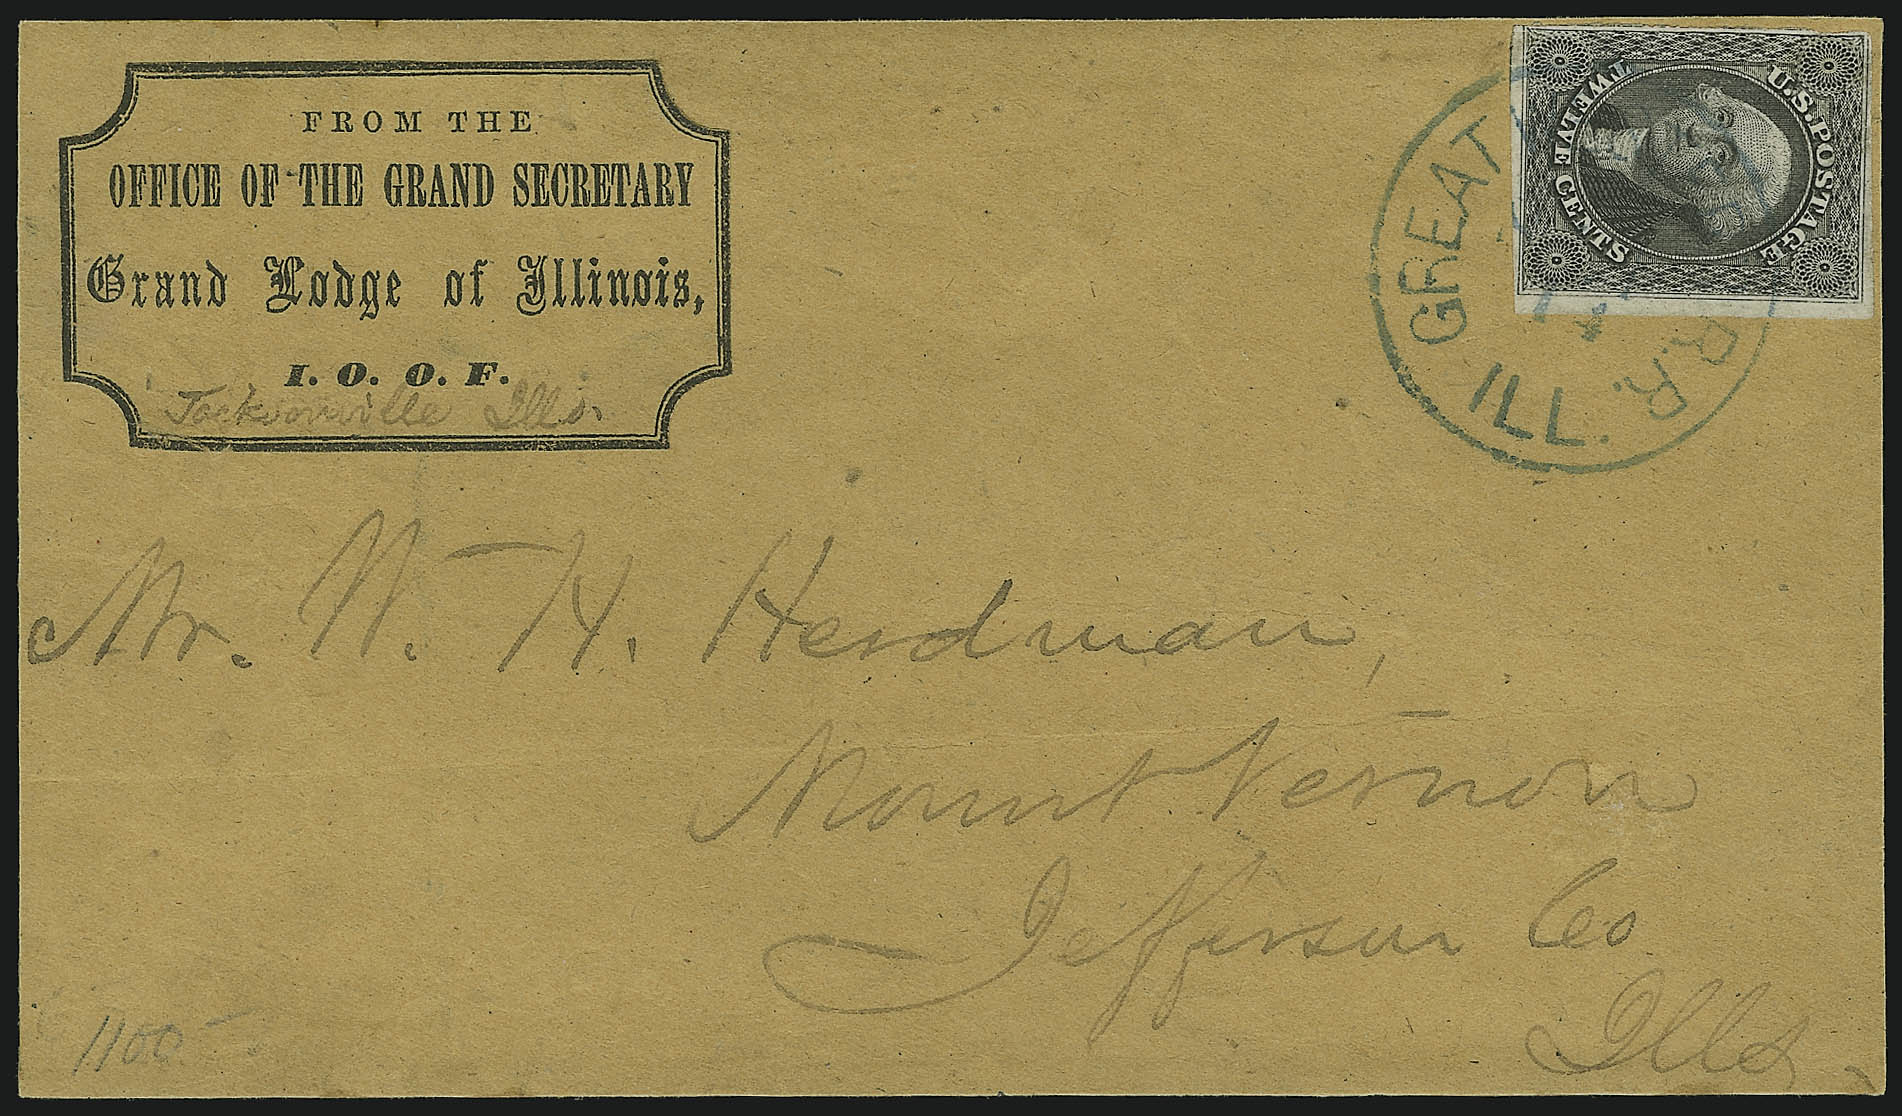 FROM THE
OFFICE OF THE GRAND SECRETARY
Grand Lodge of Illinois,
I. O. O. F.
Jacksonville Ills.
U.S. POSTAGE
TWELVE CENTS
GREAT R.R.
14
ILL.
Mr. W. H. Herdman,
Mount Vernon
Jefferson Co
Ills
1100